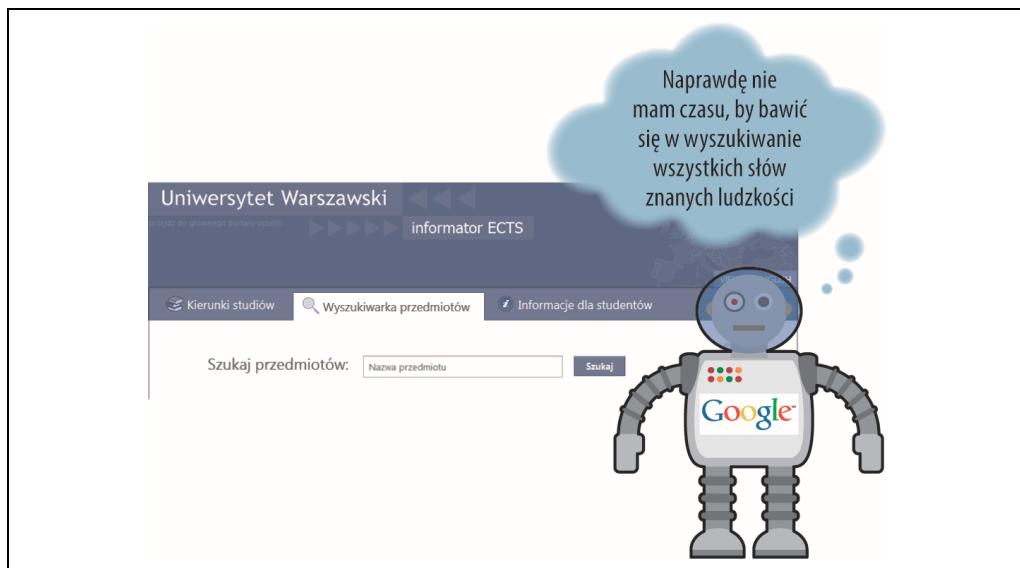 Naprawdę nie
mam czasu, by bawić
się w wyszukiwanie
wszystkich słów
znanych ludzkości
Uniwersytet Warszawski
informator ECTS
Kierunki studiów
Wyszukiwarka przedmiotów
Informacje dla studentów
Szukaj przedmiotów:
Nazwa przedmiotu
Szukaj
Google